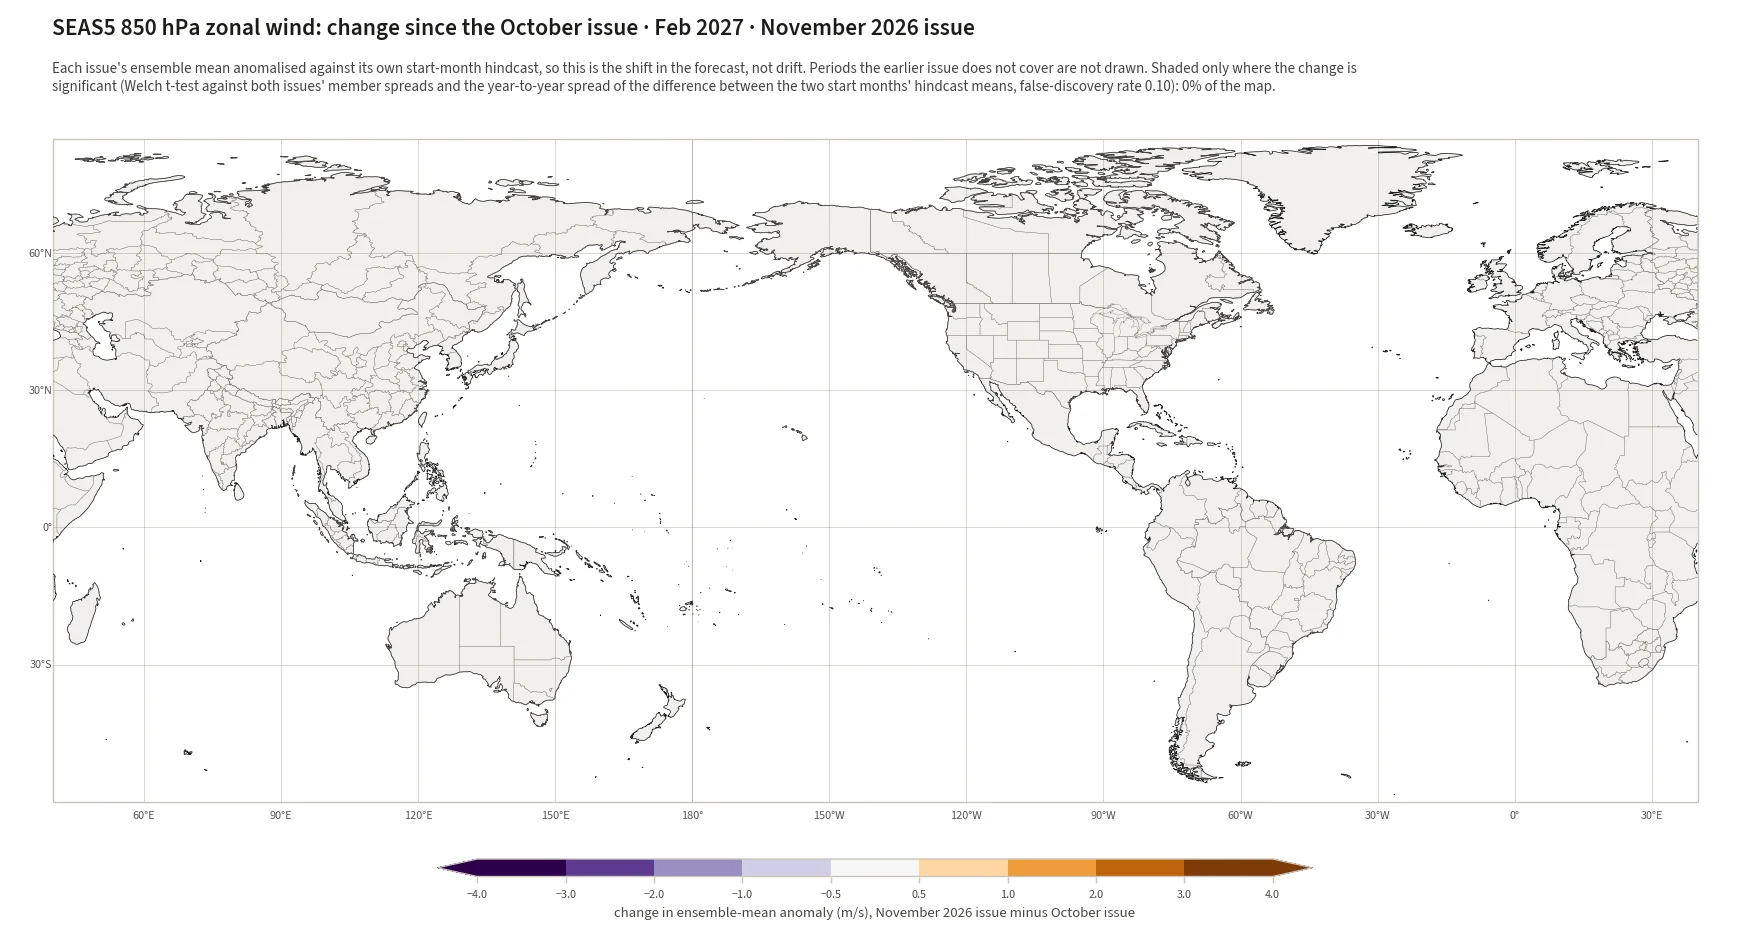 SEAS5 850 hPa zonal wind: change since the October issue · Feb 2027 · November 2026 issue
Each issue's ensemble mean anomalised against its own start-month hindcast, so this is the shift in the forecast, not drift. Periods the earlier issue does not cover are not drawn. Shaded only where the change is
significant (Welch t-test against both issues' member spreads and the year-to-year spread of the difference between the two start months' hindcast means, false-discovery rate 0.10): 0% of the map.
60°N
30°N
0°
30°S
60°E 90°E 120°E 150°E 180° 150°W 120°W 90°W 60°W 30°W 0° 30°E
−4.0 −3.0 −2.0 −1.0 −0.5 0.5 1.0 2.0 3.0 4.0
change in ensemble-mean anomaly (m/s), November 2026 issue minus October issue